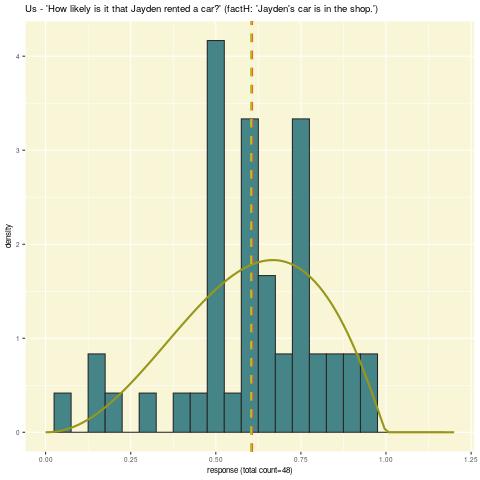 Us - 'How likely is it that Jayden rented a car?' (factH: 'Jayden's car is in the shop.')
4
3
2
1
0
density
0.00 0.25 0.50 0.75 1.00 1.25
response (total count=48)